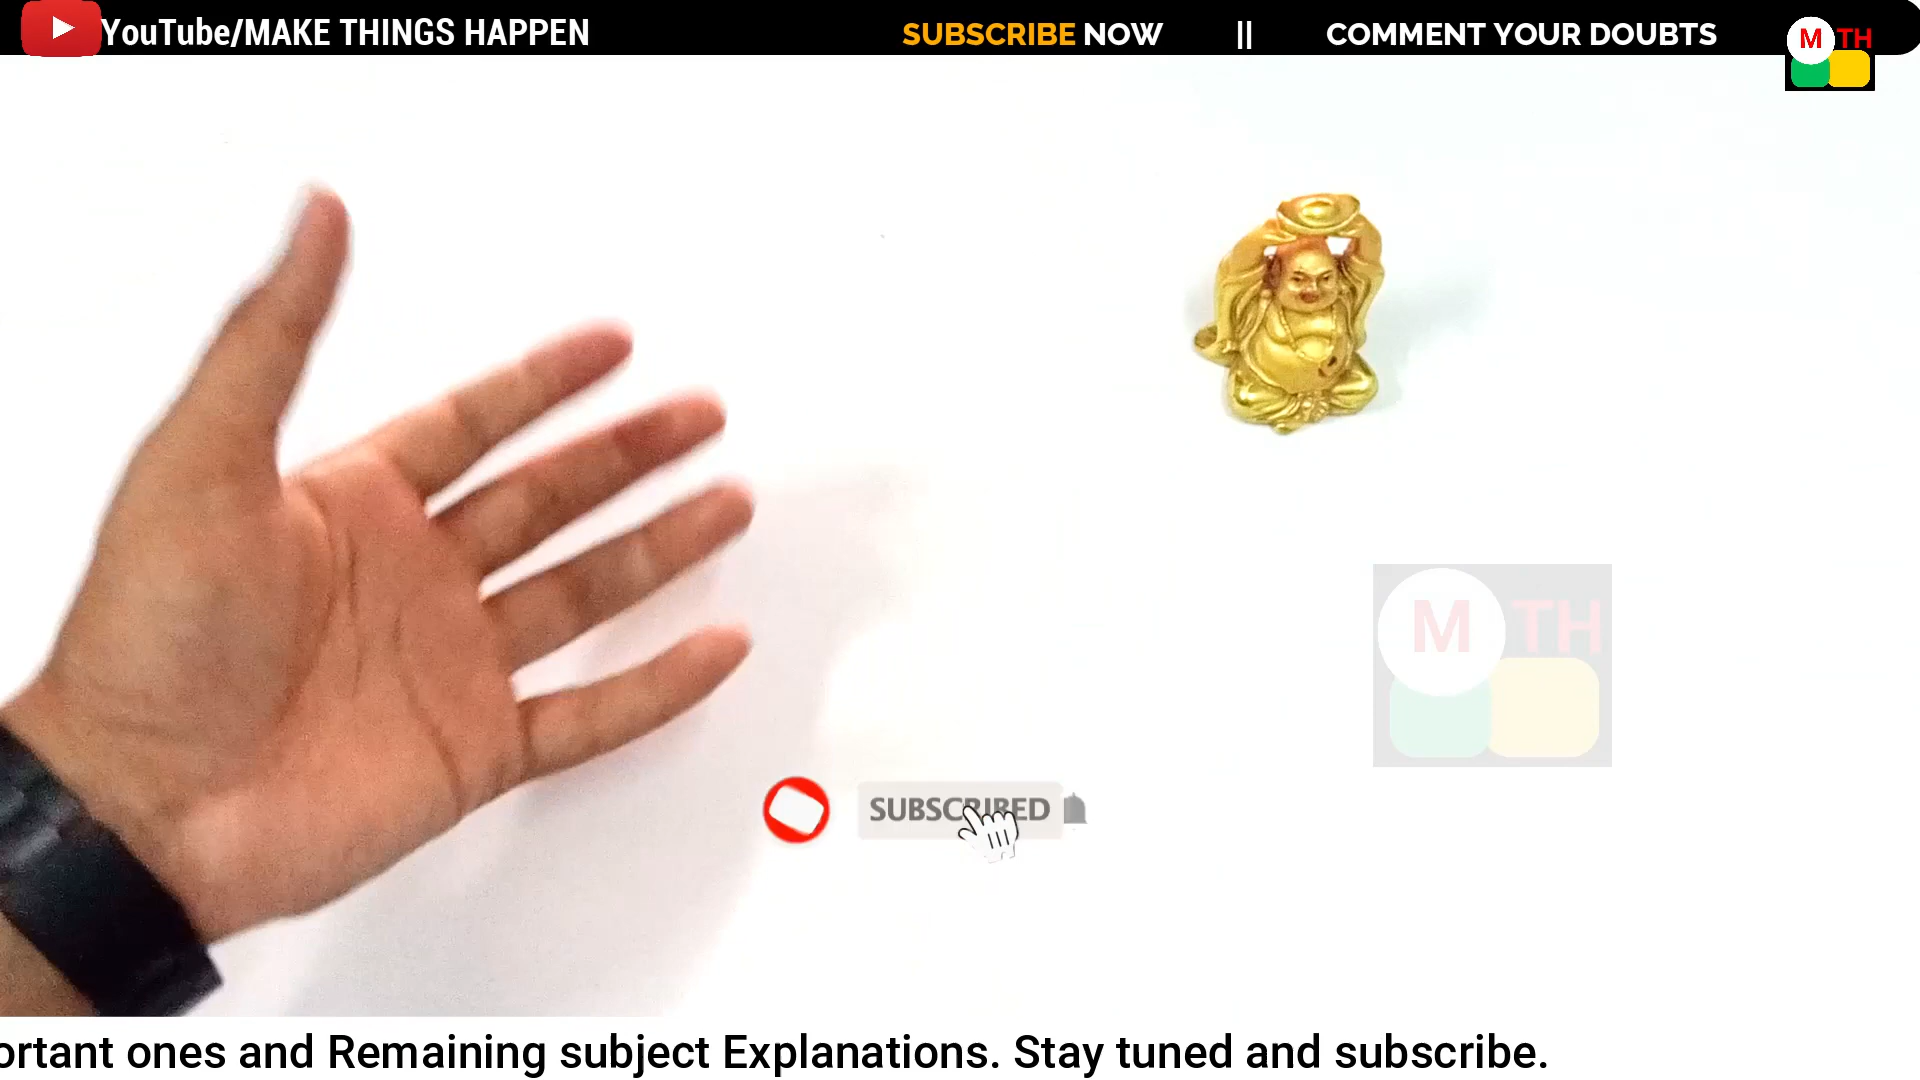 YouTube/MAKE THINGS HAPPEN
SUBSCRIBE NOW || COMMENT YOUR DOUBTS
M TH
M TH
SUBSCRIBED
ortant ones and Remaining subject Explanations. Stay tuned and subscribe.